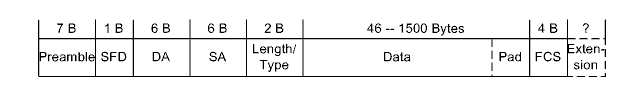 7 B 1 B 6 B 6 B 2 B 46 -- 1500 Bytes 4 B ?
Preamble SFD DA SA Length/ Type Data Pad FCS Exten- sion